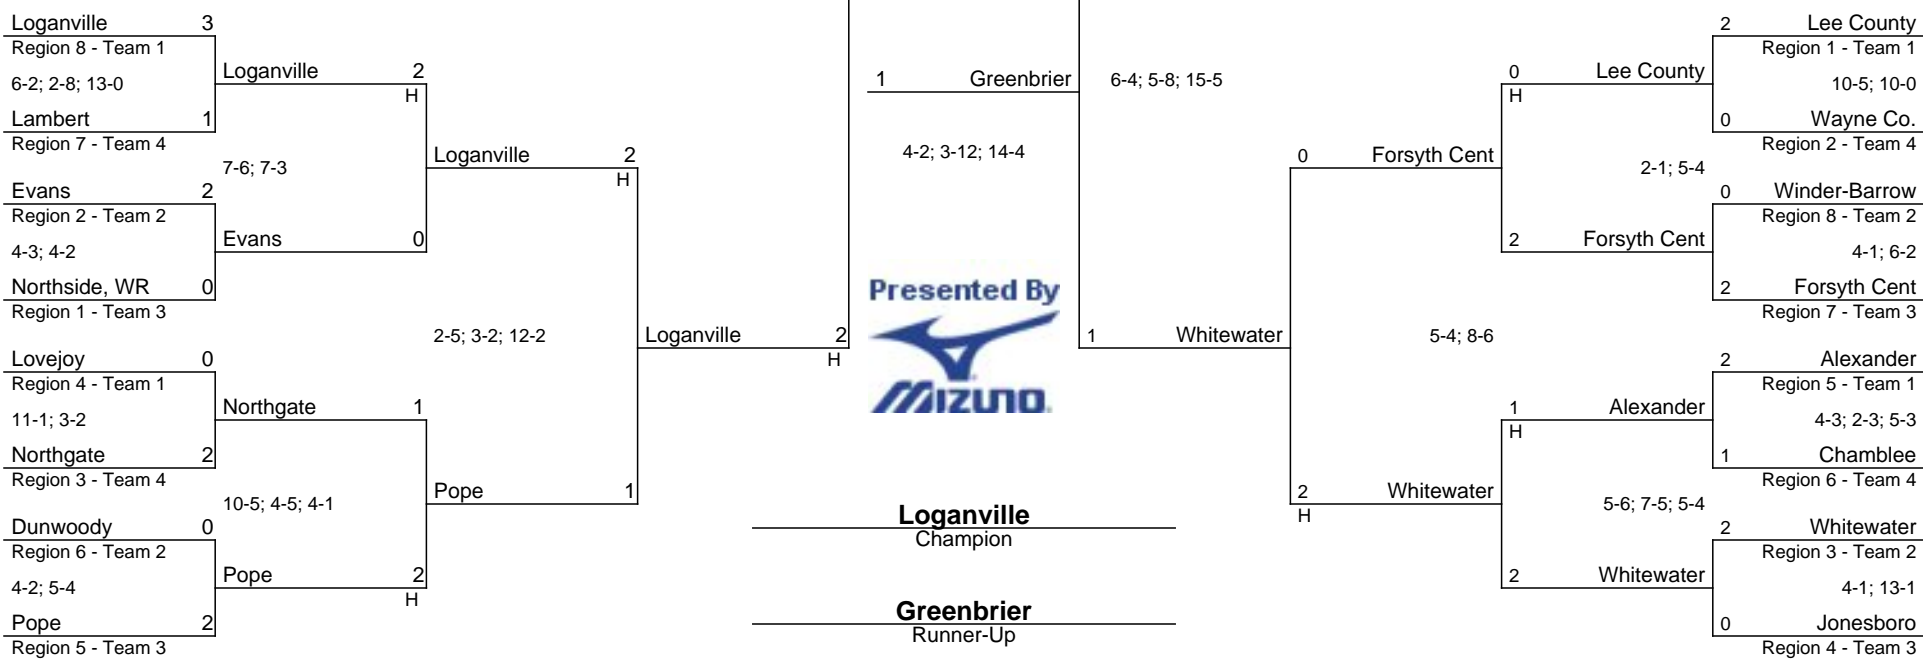 Loganville 3
Region 8 - Team 1
6-2; 2-8; 13-0
Lambert 1
Region 7 - Team 4
Evans 2
Region 2 - Team 2
4-3; 4-2
Northside, WR 0
Region 1 - Team 3
Lovejoy 0
Region 4 - Team 1
11-1; 3-2
Northgate 2
Region 3 - Team 4
Dunwoody 0
Region 6 - Team 2
4-2; 5-4
Pope 2
Region 5 - Team 3
Loganville 2
H
7-6; 7-3
Evans 0
Northgate 1
10-5; 4-5; 4-1
Pope 2
H
Loganville 2
H
2-5; 3-2; 12-2
Pope 1
Loganville 2
H
1 Greenbrier
4-2; 3-12; 14-4
Presented By
MIZUNO
Loganville
Champion
Greenbrier
Runner-Up
6-4; 5-8; 15-5
1 Whitewater
0 Forsyth Cent
5-4; 8-6
2 Whitewater
H
0 Lee County
H
2-1; 5-4
2 Forsyth Cent
1 Alexander
H
5-6; 7-5; 5-4
2 Whitewater
2 Lee County
Region 1 - Team 1
10-5; 10-0
0 Wayne Co.
Region 2 - Team 4
0 Winder-Barrow
Region 8 - Team 2
4-1; 6-2
2 Forsyth Cent
Region 7 - Team 3
2 Alexander
Region 5 - Team 1
4-3; 2-3; 5-3
1 Chamblee
Region 6 - Team 4
2 Whitewater
Region 3 - Team 2
4-1; 13-1
0 Jonesboro
Region 4 - Team 3